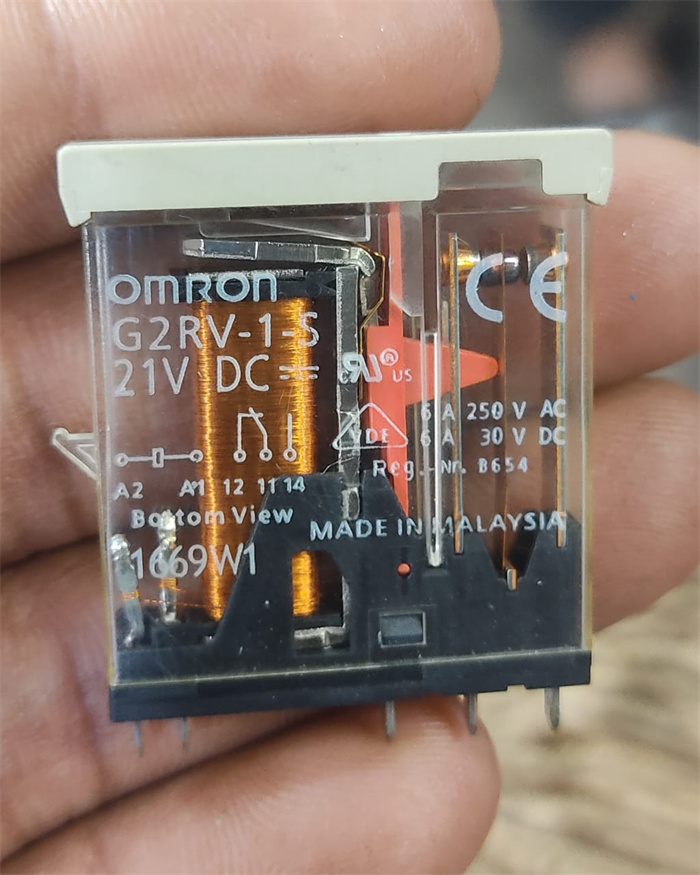 OMRON
G2RV-1-S
21V DC
CE
c RU ® US
VDE
6 A 250 V AC
6 A 30 V DC
Reg.-Nr. B654
A2 A1 12 11 14
Bottom View
MADE IN MALAYSIA
1669W1